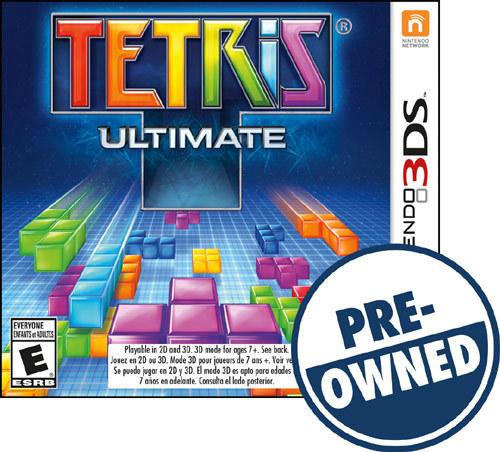 TETRIS®
ULTIMATE
NINTENDO
NETWORK
3DS™
EVERYONE
ENFANTS et ADULTES
E
ESRB
Playable in 2D and 3D. 3D mode for ages 7+. See back.
Jouez en 2D ou 3D. Mode 3D pour joueurs de 7 ans +. Voir
Se puede jugar en 2D y 3D. El modo 3D es apto para edades
7 años en adelante. Consulta el lado posterior.
PRE-
OWNED